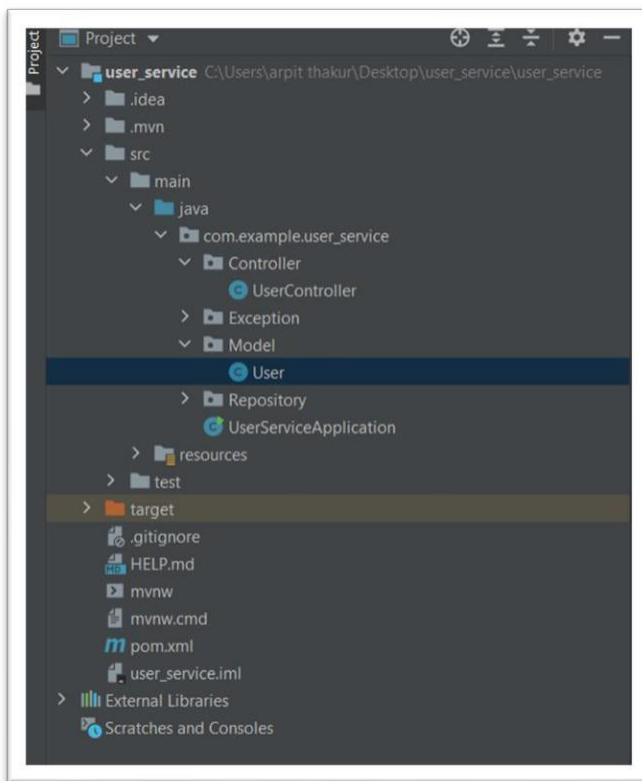 Project
Project
user_service C:\Users\arpit thakur\Desktop\user_service\user_service
.idea
.mvn
src
main
java
com.example.user_service
Controller
C UserController
Exception
Model
C User
Repository
C UserServiceApplication
resources
test
target
.gitignore
MD HELP.md
mvnw
mvnw.cmd
m pom.xml
user_service.iml
External Libraries
Scratches and Consoles